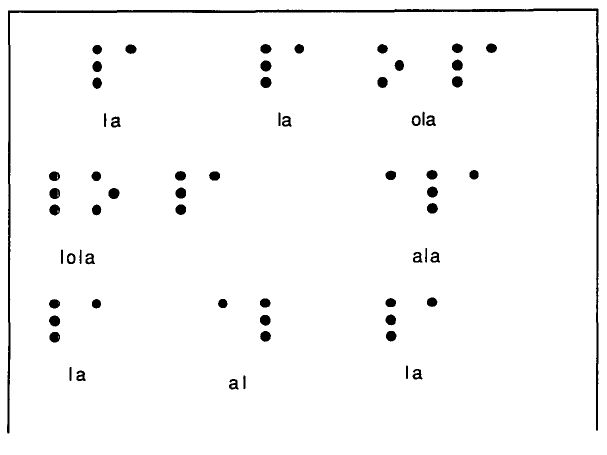 ⠇⠁ ⠇⠁ ⠕⠇⠁
la la ola
⠇⠕⠇⠁ ⠁⠇⠁
lola ala
⠇⠁ ⠁⠇ ⠇⠁
la al la